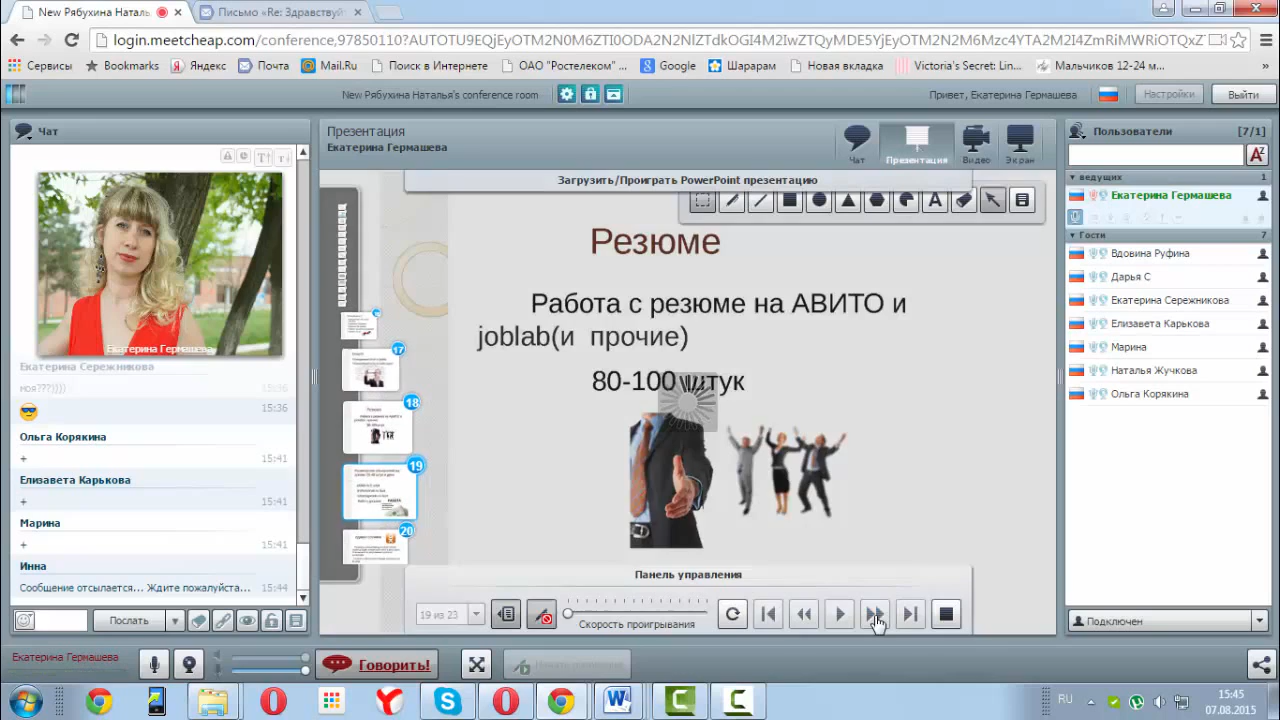 New Рябухина Наталь
Письмо «Re: Здравствуй
login.meetcheap.com/conference,97850110?
Сервисы
Bookmarks
Яндекс
Почта
Mail.Ru
Поиск в Интернете
ОАО "Ростелеком"...
Google
Шарарам
Новая вкладка
Victoria's Secret: Lin...
Мальчиков 12-24 м...
»
New Рябухина Наталья's conference room
Привет, Екатерина Гермашева
Настройки
Выйти
Чат
Екатерина Гермашева
Екатерина Сережникова
ноя???))))
15:36
15:36
Ольга Корякина
+
15:41
Елизавета Карькова
+
15:41
Марина
+
15:41
Инна
Сообщение отсылается... Ждите пожалуйста...
15:44
Послать
Презентация
Екатерина Гермашева
Чат
Презентация
Видео
Экран
Загрузить/Проиграть PowerPoint презентацию
A
Резюме
Работа с резюме на АВИТО и
joblab(и прочие)
80-100 штук
17
18
19
20
Панель управления
19 из 23
Скорость проигрывания
Пользователи
[7/1]
ведущих
1
Екатерина Гермашева
Гости
7
Вдовина Руфина
Дарья С
Екатерина Сережникова
Елизавета Карькова
Марина
Наталья Жучкова
Ольга Корякина
Подключен
Екатерина Гермашева
Говорить!
RU
15:45
07.08.2015